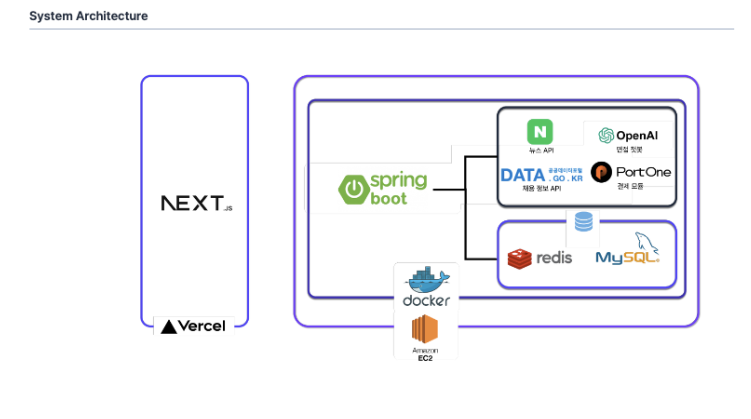 System Architecture
NEXT.JS
Vercel
spring
boot
N
뉴스 API
OpenAI
면접 챗봇
DATA 공공데이터포털
.GO.KR
채용 정보 API
PortOne
결제 모듈
redis
MySQL®
docker
Amazon
EC2